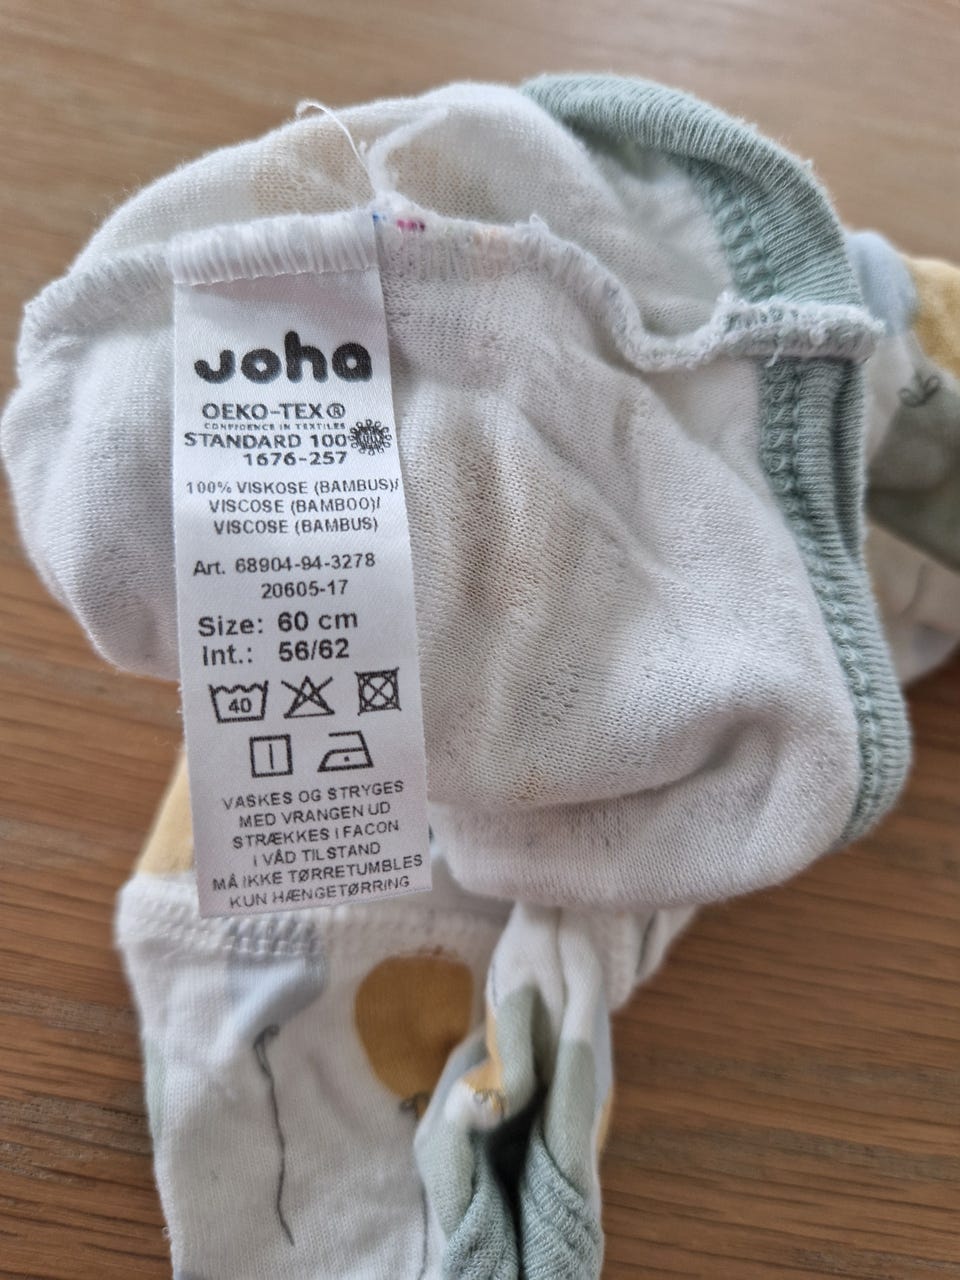 Joha
OEKO-TEX®
CONFIDENCE IN TEXTILES
STANDARD 100
1676-257
100% VISKOSE (BAMBUS)/
VISCOSE (BAMBOO)/
VISCOSE (BAMBUS)
Art. 68904-94-3278
20605-17
Size: 60 cm
Int.: 56/62
40
VASKES OG STRYGES
MED VRANGEN UD
STRÆKKES I FACON
I VÅD TILSTAND
MÅ IKKE TØRRETUMBLES
KUN HÆNGETØRRING